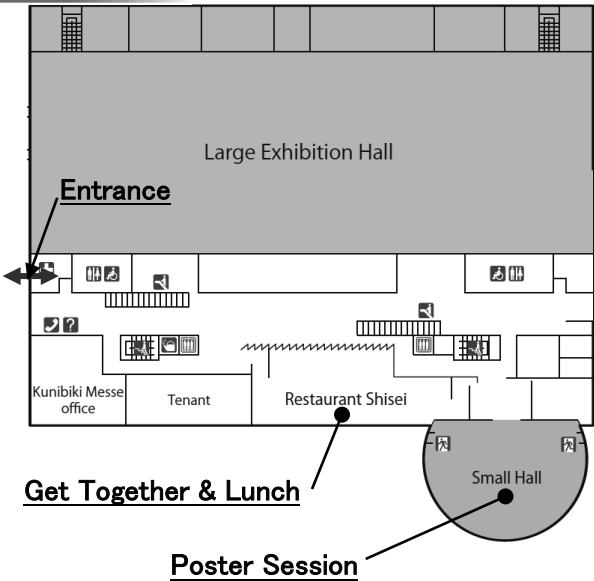 Large Exhibition Hall
Entrance
?
Kunibiki Messe
office
Tenant
Restaurant Shisei
Get Together & Lunch
Small Hall
Poster Session